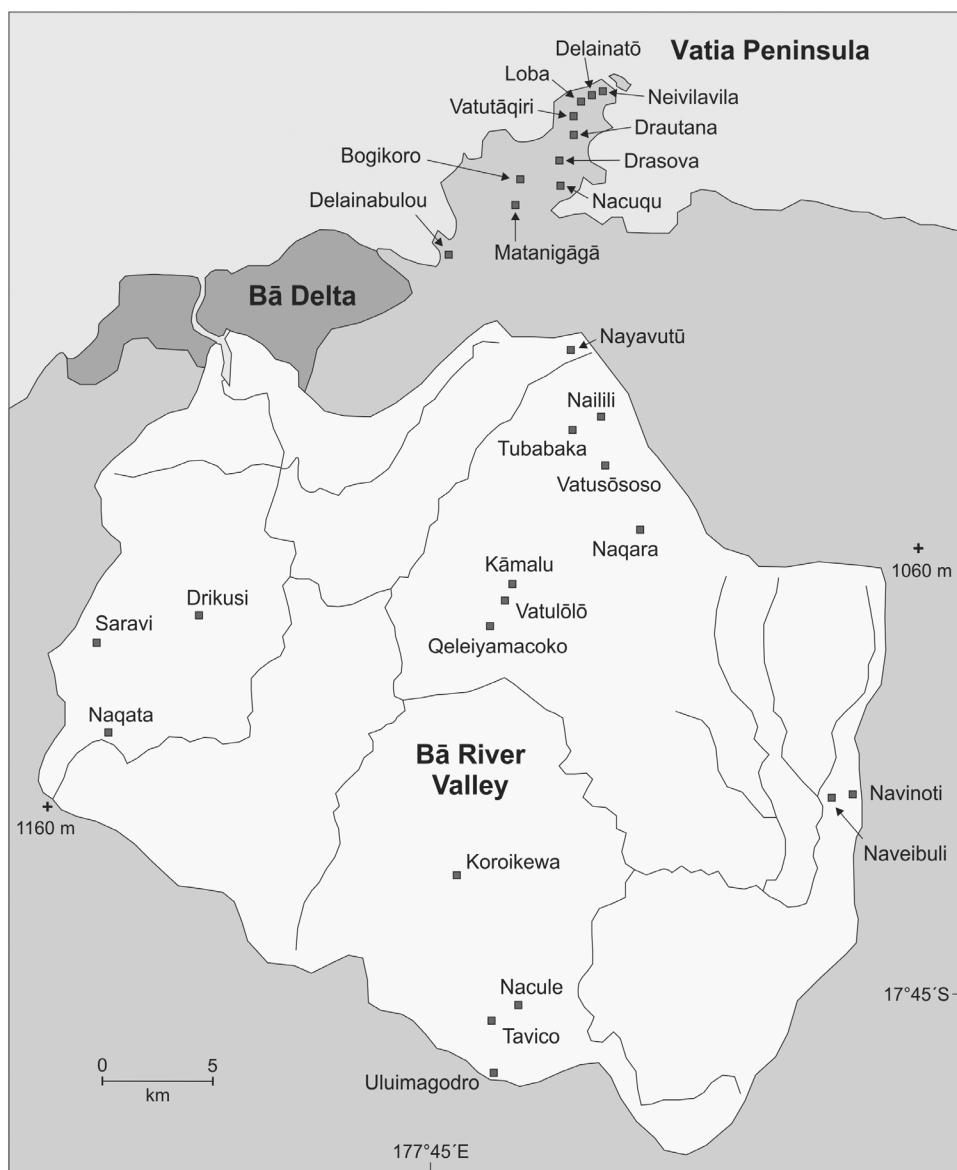 Delainatō
Vatia Peninsula
Loba
Neivilavila
Vatutāqiri
Drautana
Bogikoro
Drasova
Delainabulou
Nacuqu
Matanigāgā
Bā Delta
Nayavutū
Nailili
Tubabaka
Vatusōsoso
Naqara
1060 m
Kāmalu
Drikusi
Vatulōlō
Saravi
Qeleiyamacoko
Naqata
Bā River
Valley
Navinoti
1160 m
Naveibuli
Koroikewa
Nacule
17°45´S
Tavico
0 5
km
Uluimagodro
177°45´E